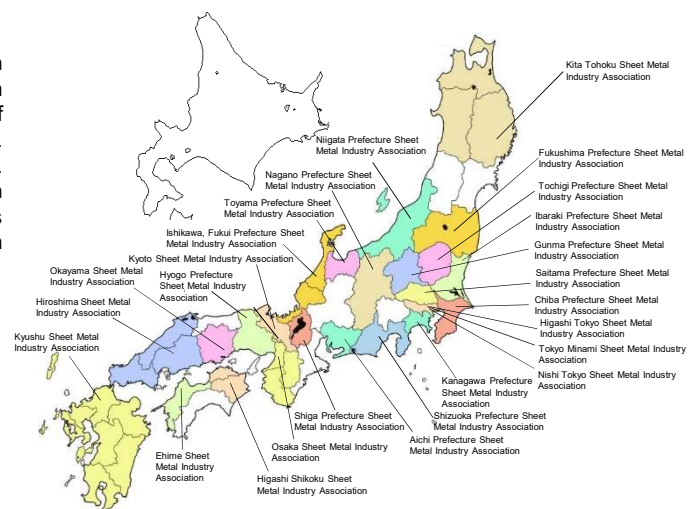 Kita Tohoku Sheet Metal
Industry Association
Niigata Prefecture Sheet
Metal Industry Association
Fukushima Prefecture Sheet Metal
Industry Association
Nagano Prefecture Sheet
Metal Industry Association
Tochigi Prefecture Sheet Metal
Industry Association
Toyama Prefecture Sheet
Metal Industry Association
Ibaraki Prefecture Sheet Metal
Industry Association
Ishikawa, Fukui Prefecture Sheet
Metal Industry Association
Gunma Prefecture Sheet Metal
Industry Association
Kyoto Sheet Metal Industry Association
Okayama Sheet Metal
Industry Association
Hyogo Prefecture
Sheet Metal Industry
Association
Saitama Prefecture Sheet Metal
Industry Association
Hiroshima Sheet Metal
Industry Association
Chiba Prefecture Sheet Metal
Industry Association
Higashi Tokyo Sheet Metal
Industry Association
Kyushu Sheet Metal
Industry Association
Tokyo Minami Sheet Metal Industry
Association
Nishi Tokyo Sheet Metal Industry
Association
Kanagawa Prefecture
Sheet Metal Industry
Association
Shiga Prefecture Sheet
Metal Industry Association
Shizuoka Prefecture Sheet
Metal Industry Association
Aichi Prefecture Sheet
Metal Industry Association
Osaka Sheet Metal Industry
Association
Ehime Sheet
Metal Industry
Association
Higashi Shikoku Sheet
Metal Industry Association